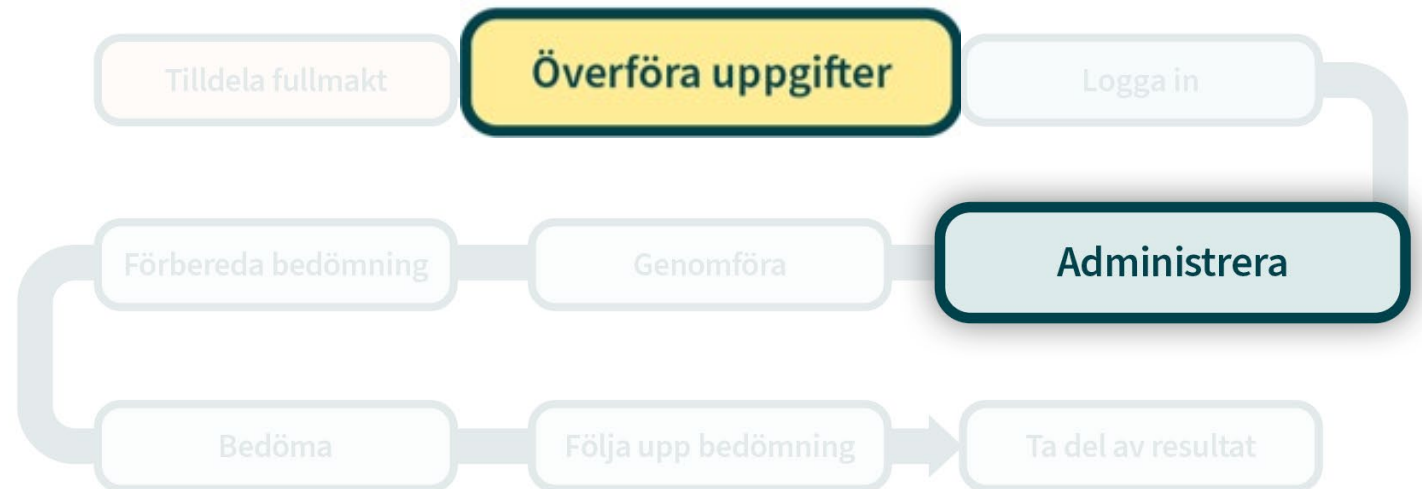 Tilldela fullmakt
Överföra uppgifter
Logga in
Administrera
Genomföra
Förbereda bedömning
Bedöma
Följa upp bedömning
Ta del av resultat